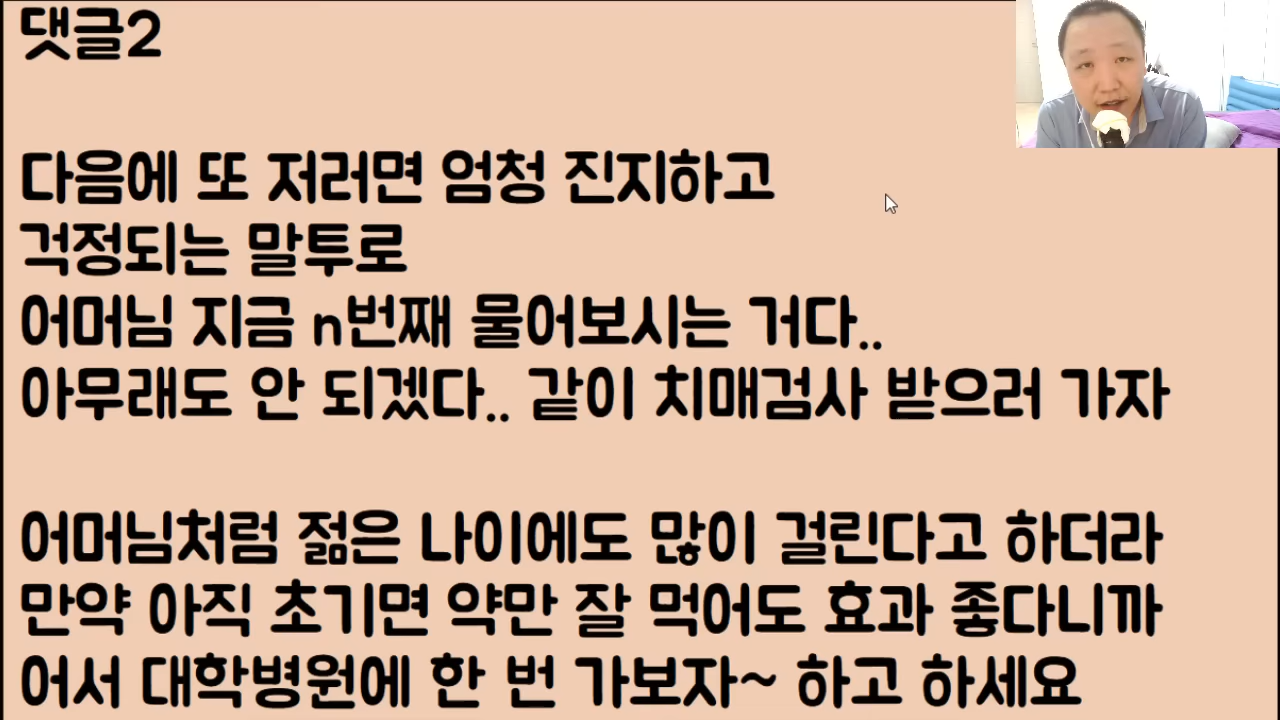 댓글2
다음에 또 저러면 엄청 진지하고
걱정되는 말투로
어머님 지금 n번째 물어보시는 거다..
아무래도 안 되겠다.. 같이 치매검사 받으러 가자
어머님처럼 젊은 나이에도 많이 걸린다고 하더라
만약 아직 초기면 약만 잘 먹어도 효과 좋다니까
어서 대학병원에 한 번 가보자~ 하고 하세요